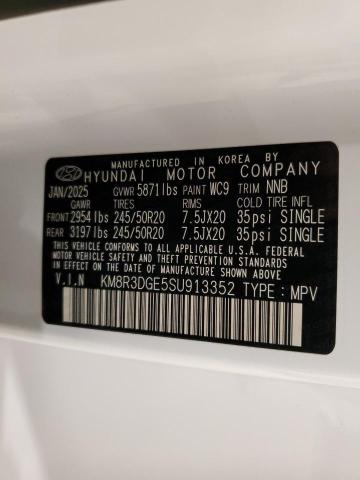 MANUFACTURED IN KOREA BY
HYUNDAI MOTOR COMPANY
JAN/2025 GVWR 5871lbs PAINT WC9 TRIM NNB
GAWR TIRES RIMS COLD TIRE INFL
FRONT 2954lbs 245/50R20 7.5JX20 35psi SINGLE
REAR 3197lbs 245/50R20 7.5JX20 35psi SINGLE
THIS VEHICLE CONFORMS TO ALL APPLICABLE U.S.A. FEDERAL
MOTOR VEHICLE SAFETY AND THEFT PREVENTION STANDARDS
IN EFFECT ON THE DATE OF MANUFACTURE SHOWN ABOVE.
V.I.N KM8R3DGE5SU913352 TYPE : MPV